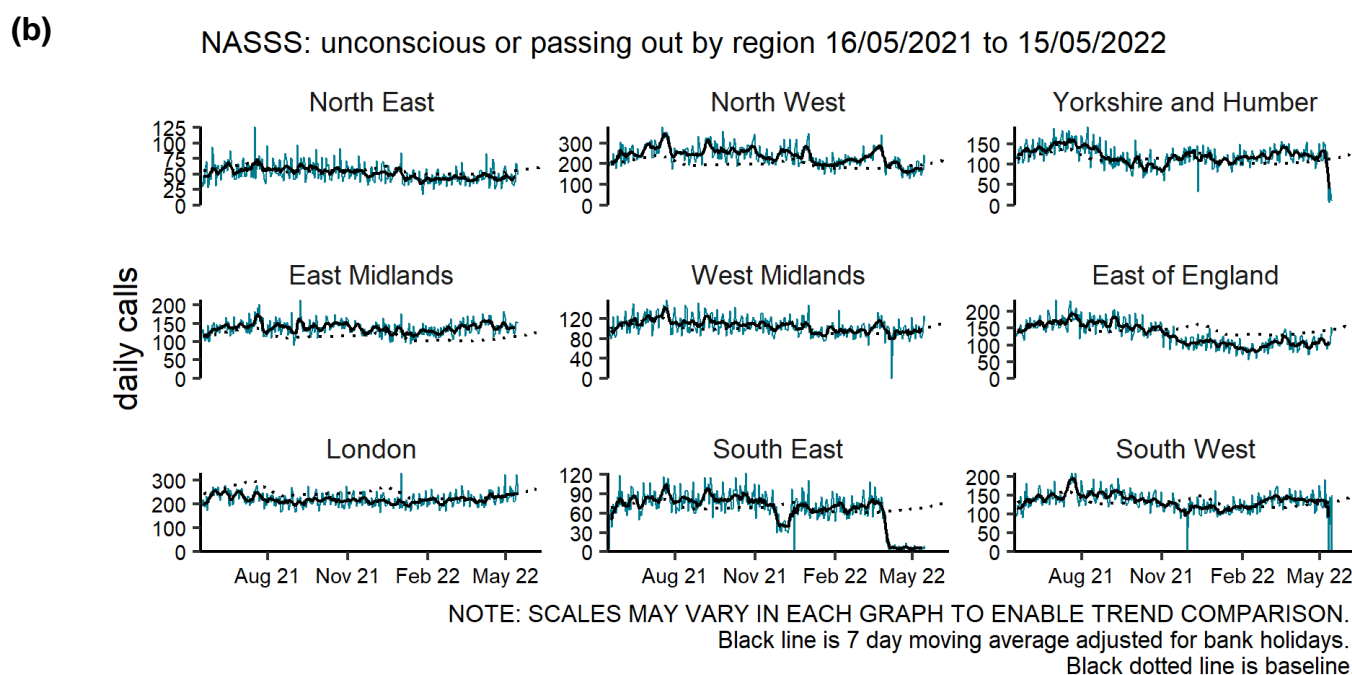 (b)
NASSS: unconscious or passing out by region 16/05/2021 to 15/05/2022
North East
North West
Yorkshire and Humber
125
100
75
50
25
0
300
200
100
0
150
100
50
0
daily calls
East Midlands
West Midlands
East of England
200
150
100
50
0
120
80
40
0
200
150
100
50
0
London
South East
South West
300
200
100
0
120
90
60
30
0
200
150
100
50
0
Aug 21 Nov 21 Feb 22 May 22
Aug 21 Nov 21 Feb 22 May 22
Aug 21 Nov 21 Feb 22 May 22
NOTE: SCALES MAY VARY IN EACH GRAPH TO ENABLE TREND COMPARISON.
Black line is 7 day moving average adjusted for bank holidays.
Black dotted line is baseline